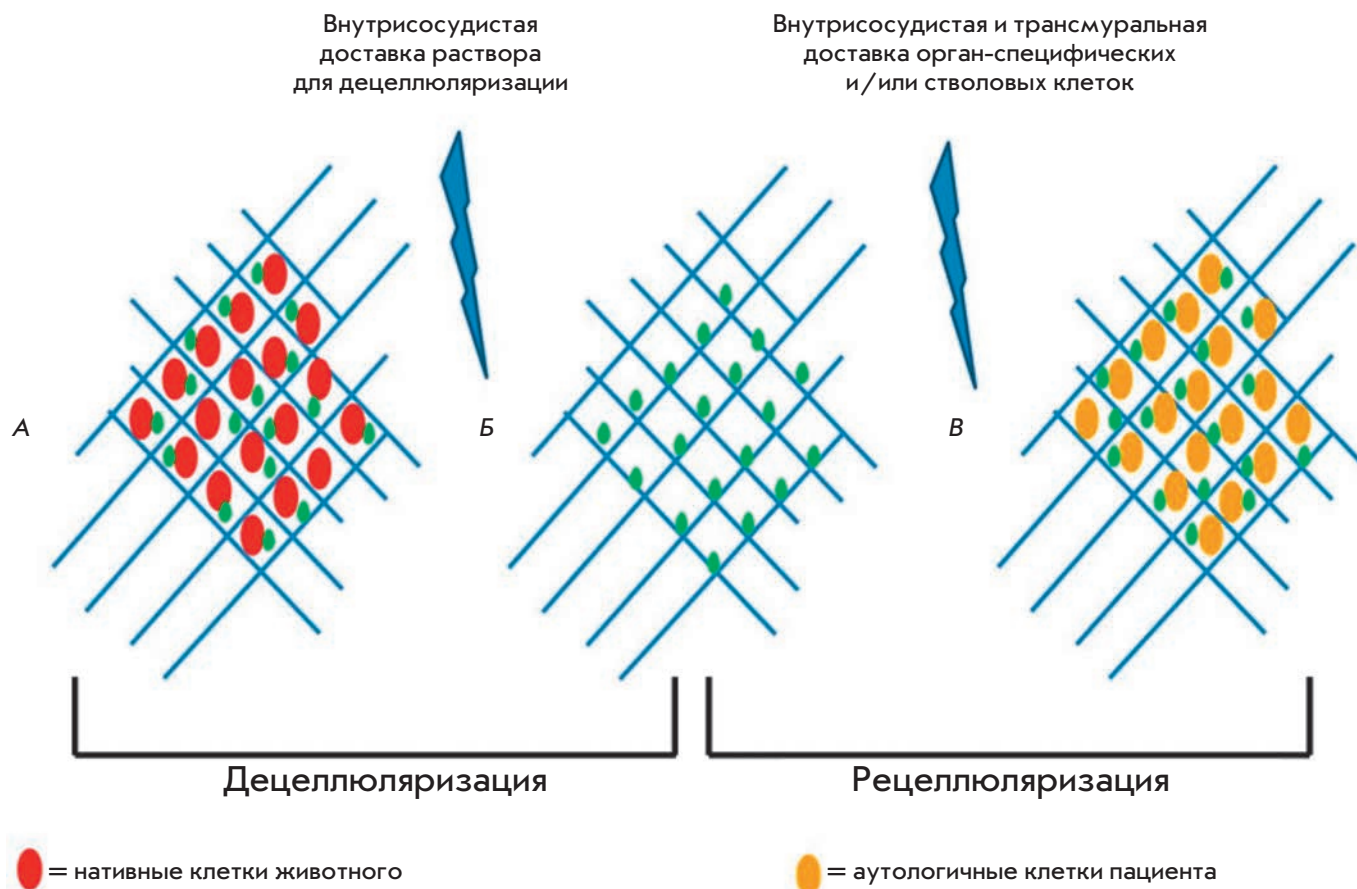 Внутрисосудистая
доставка раствора
для децеллюляризации
Внутрисосудистая и трансмуральная
доставка орган-специфических
и/или стволовых клеток
А
Б
В
Децеллюляризация
Рецеллюляризация
= нативные клетки животного
= аутологичные клетки пациента